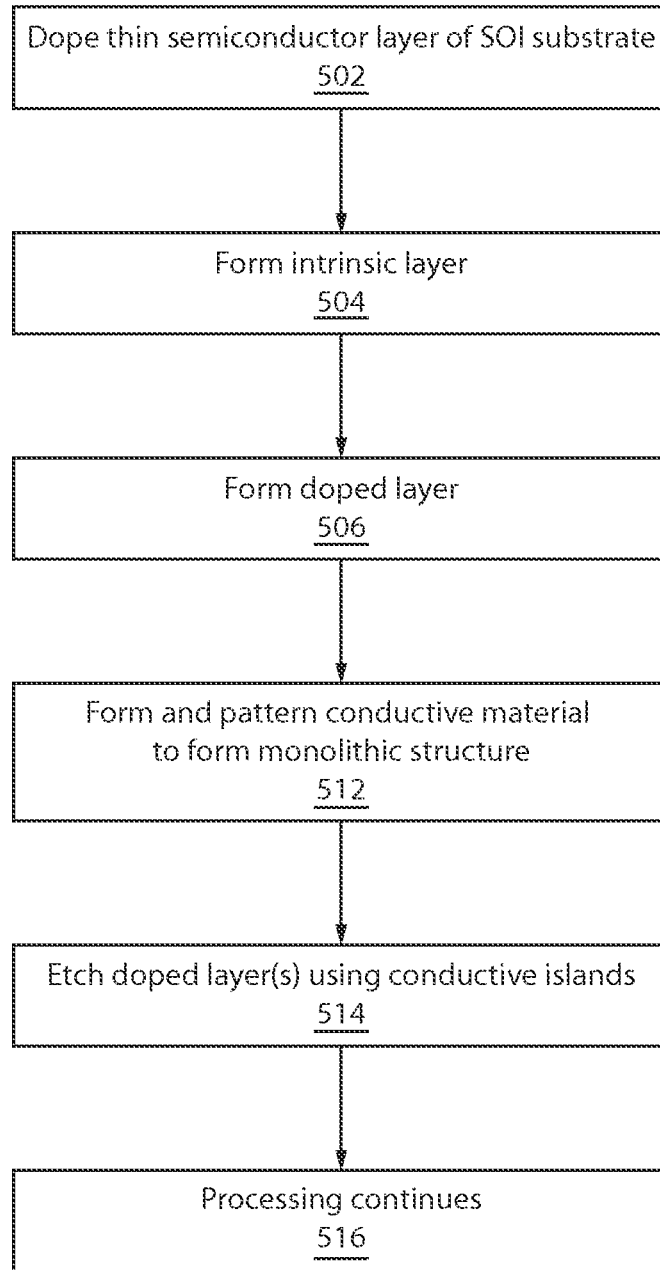 Dope thin semiconductor layer of SOI substrate
502
Form intrinsic layer
504
Form doped layer
506
Form and pattern conductive material
to form monolithic structure
512
Etch doped layer(s) using conductive islands
514
Processing continues
516